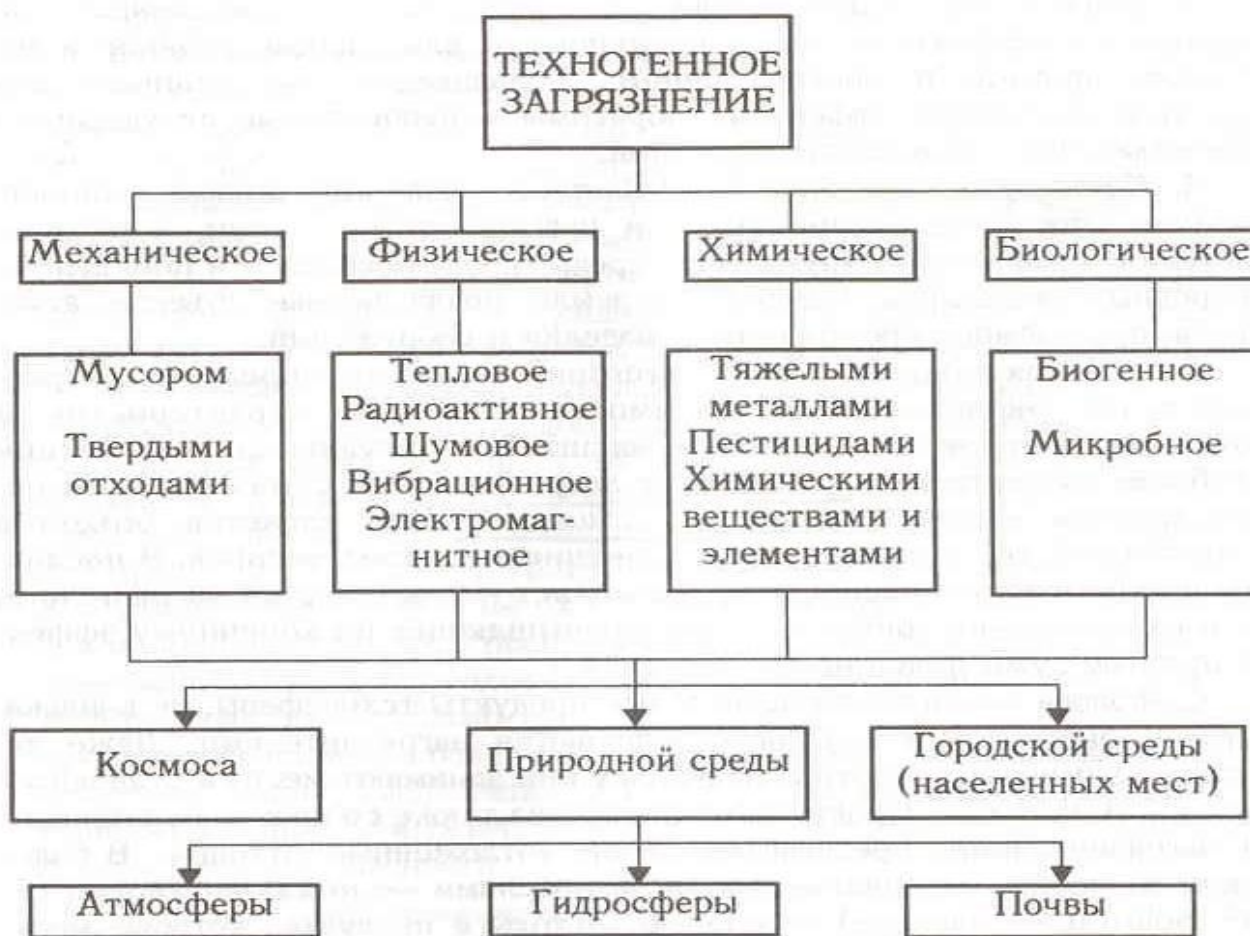 ТЕХНОГЕННОЕ
ЗАГРЯЗНЕНИЕ
Механическое
Физическое
Химическое
Биологическое
Мусором
Твердыми
отходами
Тепловое
Радиоактивное
Шумовое
Вибрационное
Электромаг-
нитное
Тяжелыми
металлами
Пестицидами
Химическими
веществами и
элементами
Биогенное
Микробное
Космоса
Природной среды
Городской среды
(населенных мест)
Атмосферы
Гидросферы
Почвы